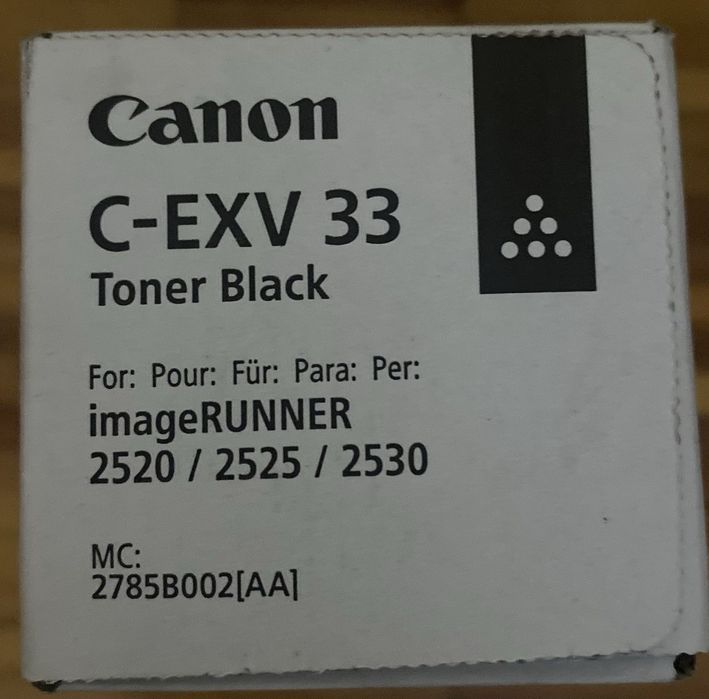 Canon
C-EXV 33
Toner Black
For: Pour: Für: Para: Per:
imageRUNNER
2520 / 2525 / 2530
MC:
2785B002[AA]